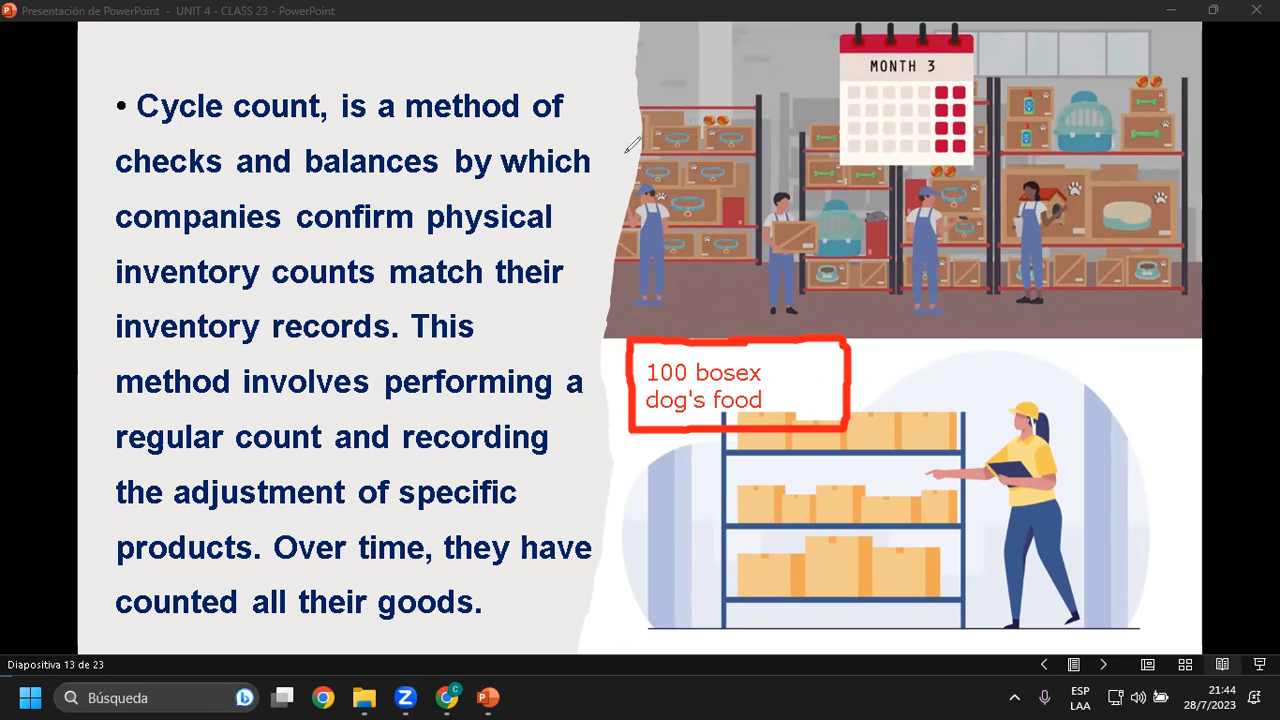 Presentación de PowerPoint - UNIT 4 - CLASS 23 - PowerPoint
• Cycle count, is a method of
checks and balances by which
companies confirm physical
inventory counts match their
inventory records. This
method involves performing a
regular count and recording
the adjustment of specific
products. Over time, they have
counted all their goods.
MONTH 3
100 bosex
dog's food
Diapositiva 13 de 23
Búsqueda
ESP
LAA
21:44
28/7/2023